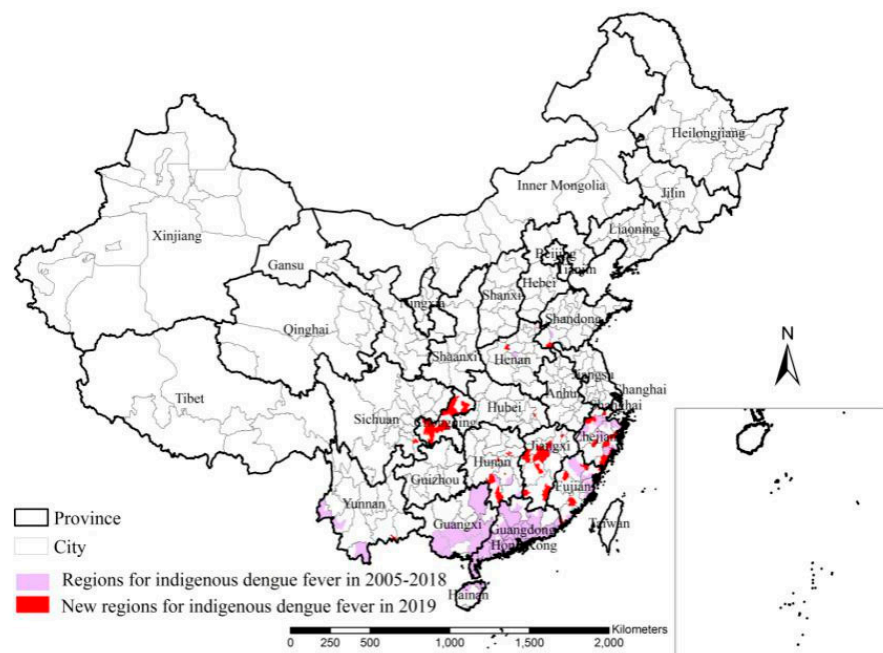 Heilongjiang
Inner Mongolia
Jilin
Liaoning
Xinjiang
Beijing
Tianjin
Gansu
Hebei
Shanxi
Ningxia
Shandong
Qinghai
Shaanxi
Henan
Jiangsu
Tibet
Anhui
Shanghai
Shanghai
Sichuan
Hubei
Chongqing
Zhejiang
Hunan
Jiangxi
Guizhou
Fujian
Yunnan
Guangxi
Guangdong
Taiwan
Hong Kong
Hainan
N
Province
City
Regions for indigenous dengue fever in 2005-2018
New regions for indigenous dengue fever in 2019
Kilometers
0 250 500 1,000 1,500 2,000